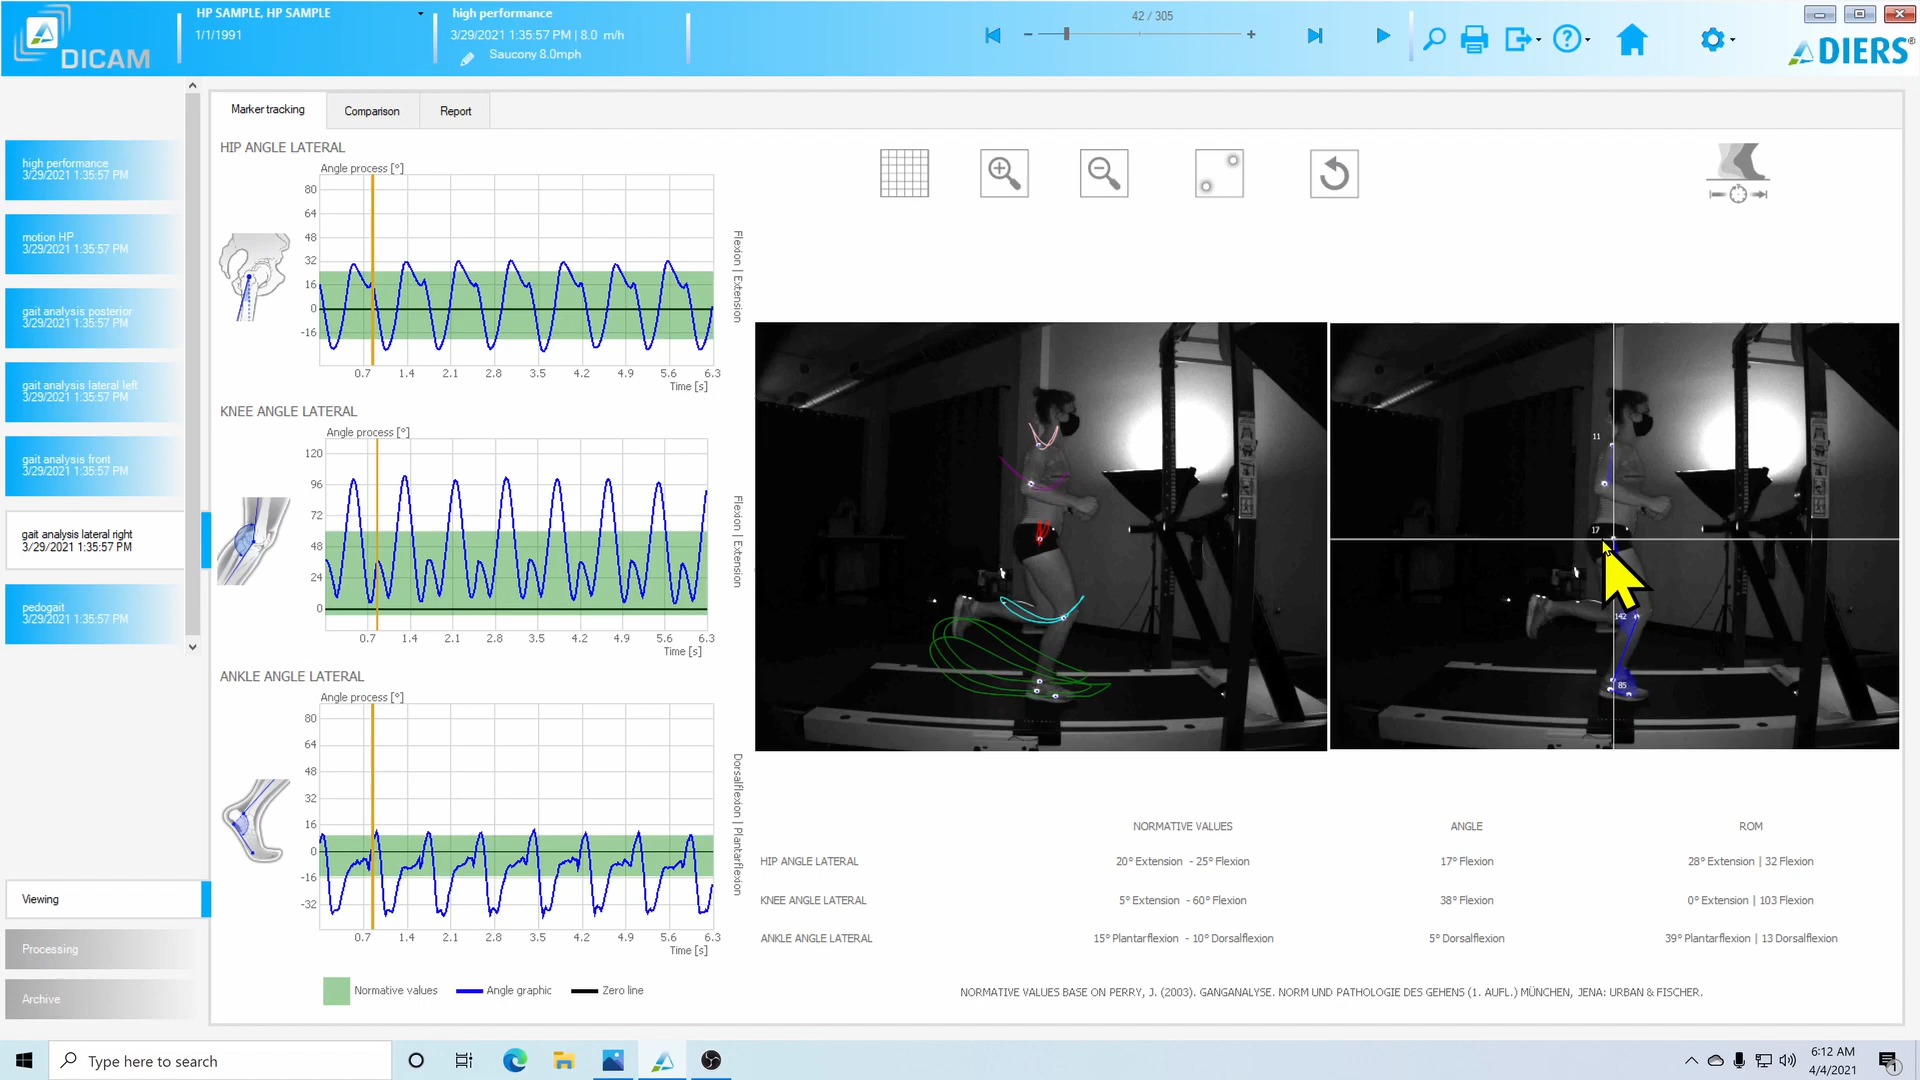 DICAM
HP SAMPLE, HP SAMPLE
1/1/1991
high performance
3/29/2021 1:35:57 PM | 8.0 m/h
Saucony 8.0mph
42 / 305
DIERS
high performance
3/29/2021 1:35:57 PM
motion HP
3/29/2021 1:35:57 PM
gait analysis posterior
3/29/2021 1:35:57 PM
gait analysis lateral left
3/29/2021 1:35:57 PM
gait analysis front
3/29/2021 1:35:57 PM
gait analysis lateral right
3/29/2021 1:35:57 PM
pedogait
3/29/2021 1:35:57 PM
Viewing
Processing
Archive
Marker tracking
Comparison
Report
HIP ANGLE LATERAL
Angle process [°]
80
64
48
32
16
0
-16
0.7 1.4 2.1 2.8 3.5 4.2 4.9 5.6 6.3
Time [s]
Flexion | Extension
KNEE ANGLE LATERAL
Angle process [°]
120
96
72
48
24
0
0.7 1.4 2.1 2.8 3.5 4.2 4.9 5.6 6.3
Time [s]
Flexion | Extension
ANKLE ANGLE LATERAL
Angle process [°]
80
64
48
32
16
0
-16
-32
0.7 1.4 2.1 2.8 3.5 4.2 4.9 5.6 6.3
Time [s]
Dorsalflexion | Plantarflexion
Normative values
Angle graphic
Zero line
11
17
142
85
NORMATIVE VALUES ANGLE ROM
HIP ANGLE LATERAL 20° Extension - 25° Flexion 17° Flexion 28° Extension | 32 Flexion
KNEE ANGLE LATERAL 5° Extension - 60° Flexion 38° Flexion 0° Extension | 103 Flexion
ANKLE ANGLE LATERAL 15° Plantarflexion - 10° Dorsalflexion 5° Dorsalflexion 39° Plantarflexion | 13 Dorsalflexion
NORMATIVE VALUES BASE ON PERRY, J. (2003). GANGANALYSE. NORM UND PATHOLOGIE DES GEHENS (1. AUFL.) MÜNCHEN, JENA: URBAN & FISCHER.
Type here to search
6:12 AM
4/4/2021
1